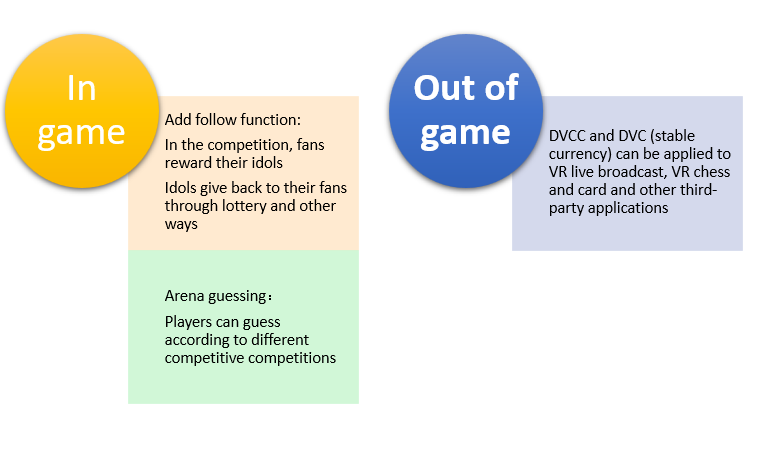 In
game
Add follow function:
In the competition, fans
reward their idols
Idols give back to their fans
through lottery and other
ways
Arena guessing：
Players can guess
according to different
competitive competitions
Out of
game
DVCC and DVC (stable
currency) can be applied to
VR live broadcast, VR chess
and card and other third-
party applications